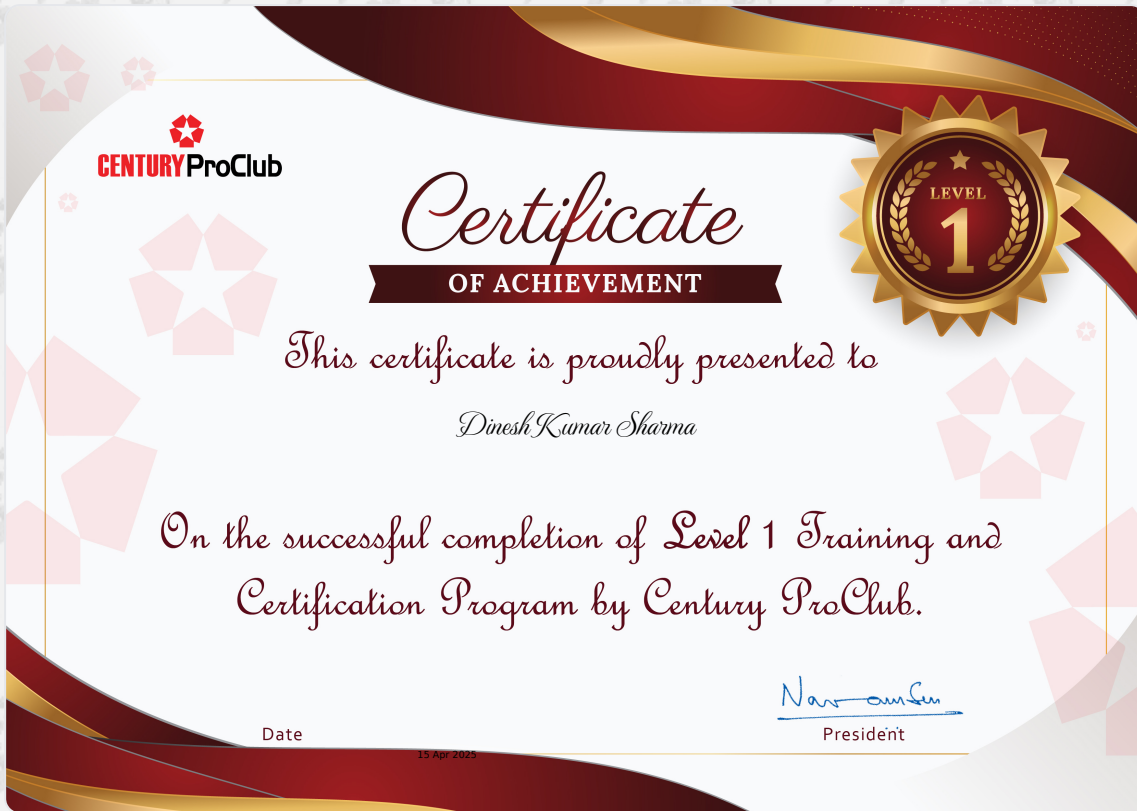 CENTURY ProClub
LEVEL
1
Certificate
OF ACHIEVEMENT
This certificate is proudly presented to
Dinesh Kumar Sharma
On the successful completion of Level 1 Training and
Certification Program by Century ProClub.
Date
President
15 Apr 2025